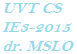 UVT CS
IE3-2015
dr. MSLO